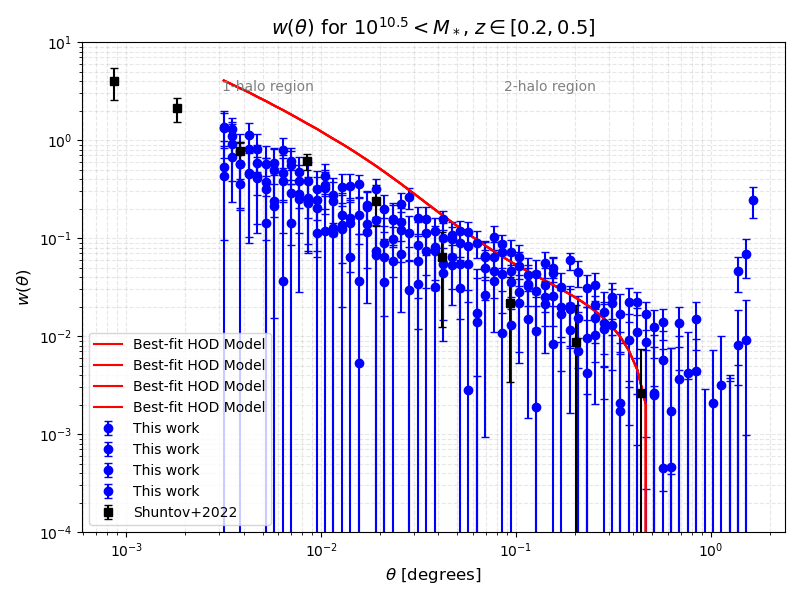 w(θ) for 10^{10.5} < M_*, z ∈ [0.2, 0.5]
10^1
10^0
10^{-1}
10^{-2}
10^{-3}
10^{-4}
w(θ)
1-halo region
2-halo region
Best-fit HOD Model
Best-fit HOD Model
Best-fit HOD Model
Best-fit HOD Model
This work
This work
This work
This work
Shuntov+2022
10^{-3}
10^{-2}
10^{-1}
10^0
θ [degrees]